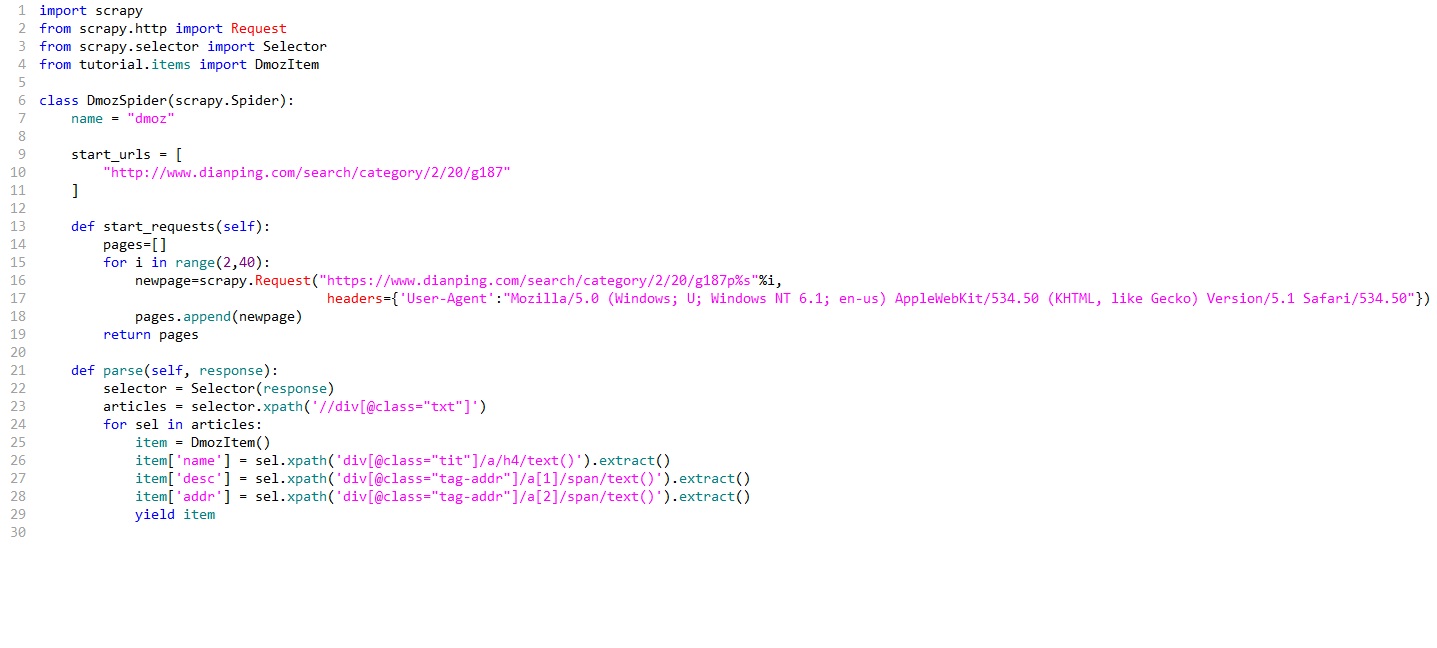 1 import scrapy
2 from scrapy.http import Request
3 from scrapy.selector import Selector
4 from tutorial.items import DmozItem
5
6 class DmozSpider(scrapy.Spider):
7     name = "dmoz"
8
9     start_urls = [
10         "http://www.dianping.com/search/category/2/20/g187"
11     ]
12
13     def start_requests(self):
14         pages=[]
15         for i in range(2,40):
16             newpage=scrapy.Request("https://www.dianping.com/search/category/2/20/g187p%s"%i,
17                                     headers={'User-Agent':"Mozilla/5.0 (Windows; U; Windows NT 6.1; en-us) AppleWebKit/534.50 (KHTML, like Gecko) Version/5.1 Safari/534.50"})
18             pages.append(newpage)
19         return pages
20
21     def parse(self, response):
22         selector = Selector(response)
23         articles = selector.xpath('//div[@class="txt"]')
24         for sel in articles:
25             item = DmozItem()
26             item['name'] = sel.xpath('div[@class="tit"]/a/h4/text()').extract()
27             item['desc'] = sel.xpath('div[@class="tag-addr"]/a[1]/span/text()').extract()
28             item['addr'] = sel.xpath('div[@class="tag-addr"]/a[2]/span/text()').extract()
29             yield item
30